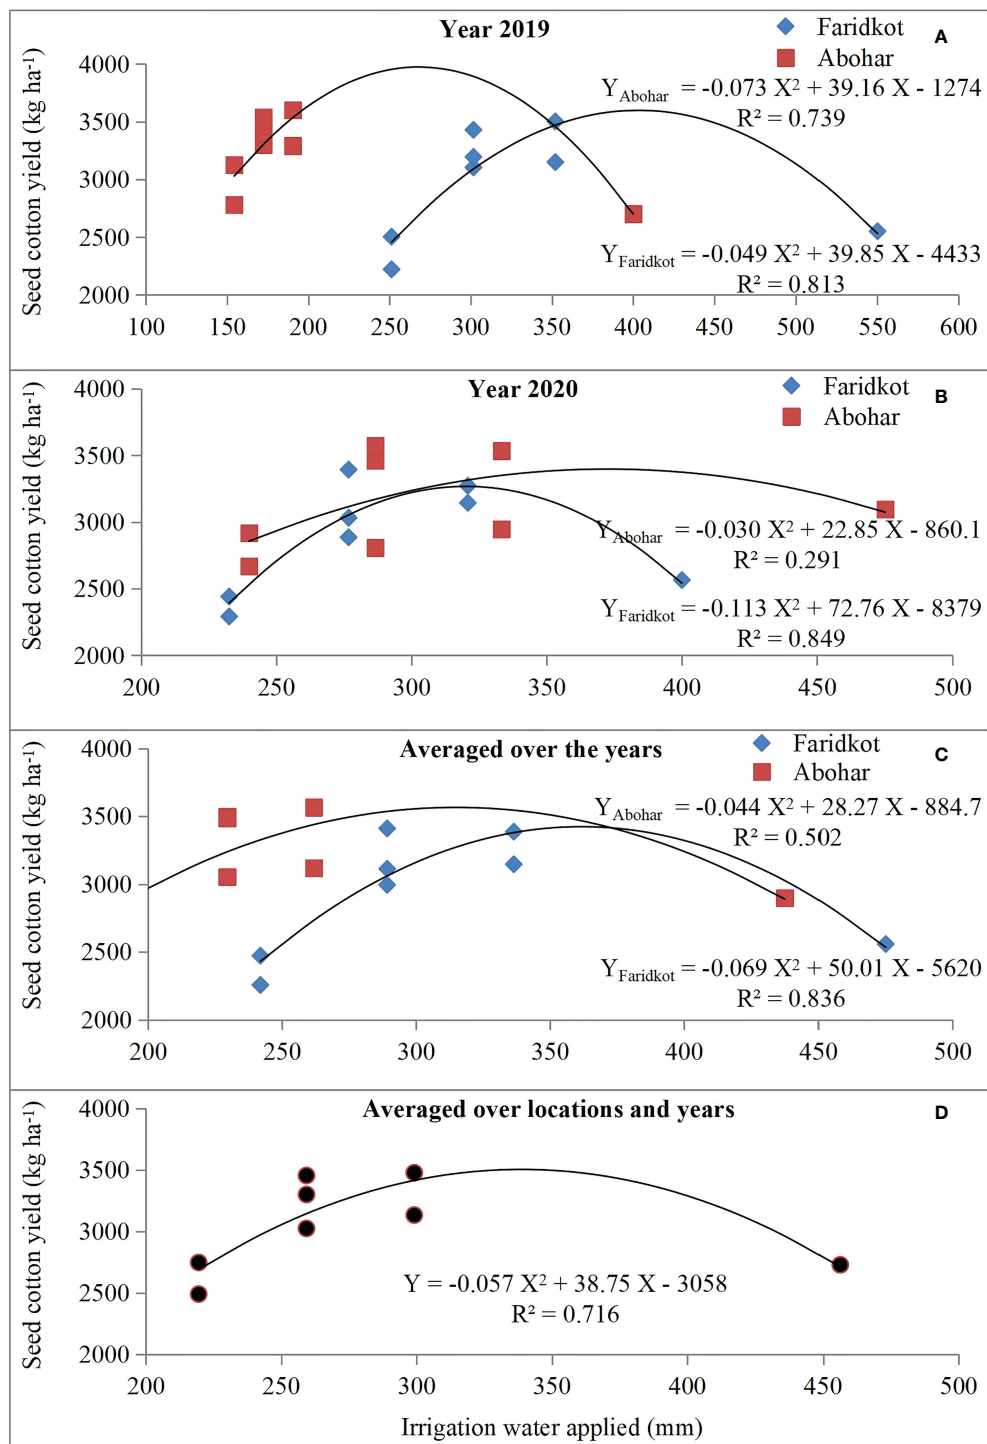 Year 2019
Faridkot
Abohar
A
Seed cotton yield (kg ha⁻¹)
4000
3500
3000
2500
2000
Y_Abohar = -0.073 X² + 39.16 X - 1274
R² = 0.739
Y_Faridkot = -0.049 X² + 39.85 X - 4433
R² = 0.813
100 150 200 250 300 350 400 450 500 550 600
Year 2020
Faridkot
Abohar
B
Seed cotton yield (kg ha⁻¹)
4000
3500
3000
2500
2000
Y_Abohar = -0.030 X² + 22.85 X - 860.1
R² = 0.291
Y_Faridkot = -0.113 X² + 72.76 X - 8379
R² = 0.849
200 250 300 350 400 450 500
Averaged over the years
Faridkot
Abohar
C
Seed cotton yield (kg ha⁻¹)
4000
3500
3000
2500
2000
Y_Abohar = -0.044 X² + 28.27 X - 884.7
R² = 0.502
Y_Faridkot = -0.069 X² + 50.01 X - 5620
R² = 0.836
200 250 300 350 400 450 500
Averaged over locations and years
D
Seed cotton yield (kg ha⁻¹)
4000
3500
3000
2500
2000
Y = -0.057 X² + 38.75 X - 3058
R² = 0.716
200 250 300 350 400 450 500
Irrigation water applied (mm)